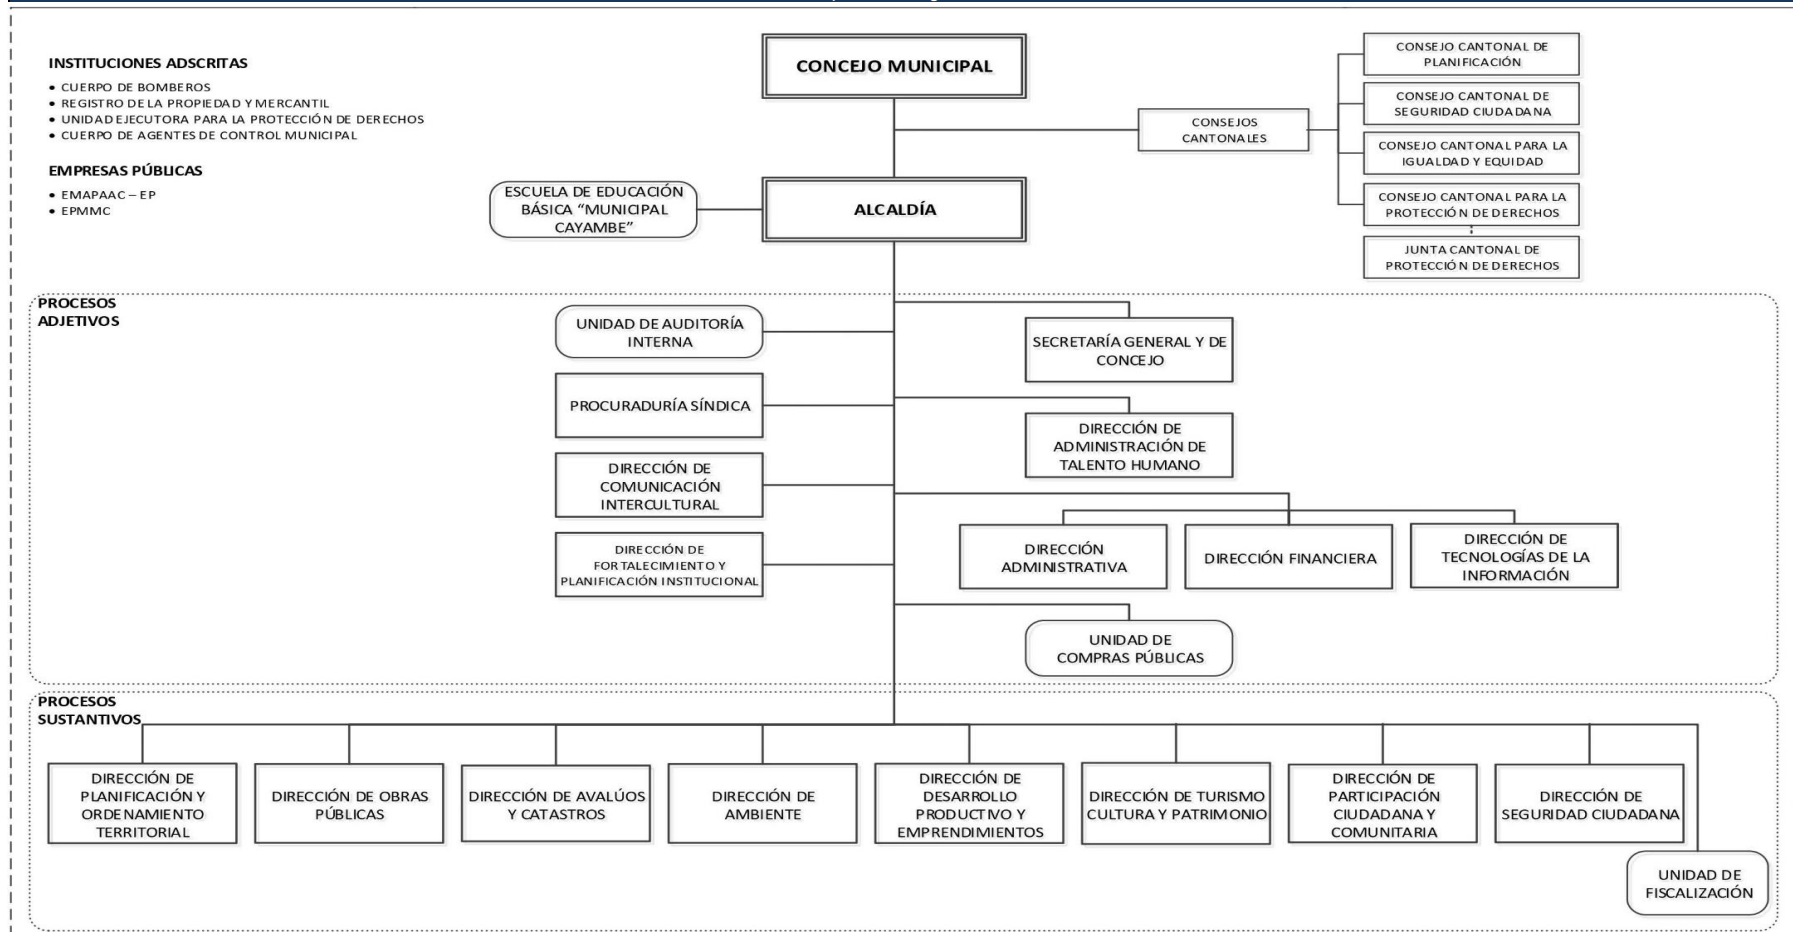 INSTITUCIONES ADSCRITAS
• CUERPO DE BOMBEROS
• REGISTRO DE LA PROPIEDAD Y MERCANTIL
• UNIDAD EJECUTORA PARA LA PROTECCIÓN DE DERECHOS
• CUERPO DE AGENTES DE CONTROL MUNICIPAL
EMPRESAS PÚBLICAS
• EMAPAAC – EP
• EPMMC
CONCEJO MUNICIPAL
CONSEJOS
CANTONALES
CONSEJO CANTONAL DE
PLANIFICACIÓN
CONSEJO CANTONAL DE
SEGURIDAD CIUDADANA
CONSEJO CANTONAL PARA LA
IGUALDAD Y EQUIDAD
CONSEJO CANTONAL PARA LA
PROTECCIÓN DE DERECHOS
JUNTA CANTONAL DE
PROTECCIÓN DE DERECHOS
ESCUELA DE EDUCACIÓN
BÁSICA “MUNICIPAL
CAYAMBE”
ALCALDÍA
PROCESOS
ADJETIVOS
UNIDAD DE AUDITORÍA
INTERNA
SECRETARÍA GENERAL Y DE
CONCEJO
PROCURADURÍA SÍNDICA
DIRECCIÓN DE
ADMINISTRACIÓN DE
TALENTO HUMANO
DIRECCIÓN DE
COMUNICACIÓN
INTERCULTURAL
DIRECCIÓN DE
FORTALECIMIENTO Y
PLANIFICACIÓN INSTITUCIONAL
DIRECCIÓN
ADMINISTRATIVA
DIRECCIÓN FINANCIERA
DIRECCIÓN DE
TECNOLOGÍAS DE LA
INFORMACIÓN
UNIDAD DE
COMPRAS PÚBLICAS
PROCESOS
SUSTANTIVOS
DIRECCIÓN DE
PLANIFICACIÓN Y
ORDENAMIENTO
TERRITORIAL
DIRECCIÓN DE OBRAS
PÚBLICAS
DIRECCIÓN DE AVALÚOS
Y CATASTROS
DIRECCIÓN DE
AMBIENTE
DIRECCIÓN DE
DESARROLLO
PRODUCTIVO Y
EMPRENDIMIENTOS
DIRECCIÓN DE TURISMO
CULTURA Y PATRIMONIO
DIRECCIÓN DE
PARTICIPACIÓN
CIUDADANA Y
COMUNITARIA
DIRECCIÓN DE
SEGURIDAD CIUDADANA
UNIDAD DE
FISCALIZACIÓN